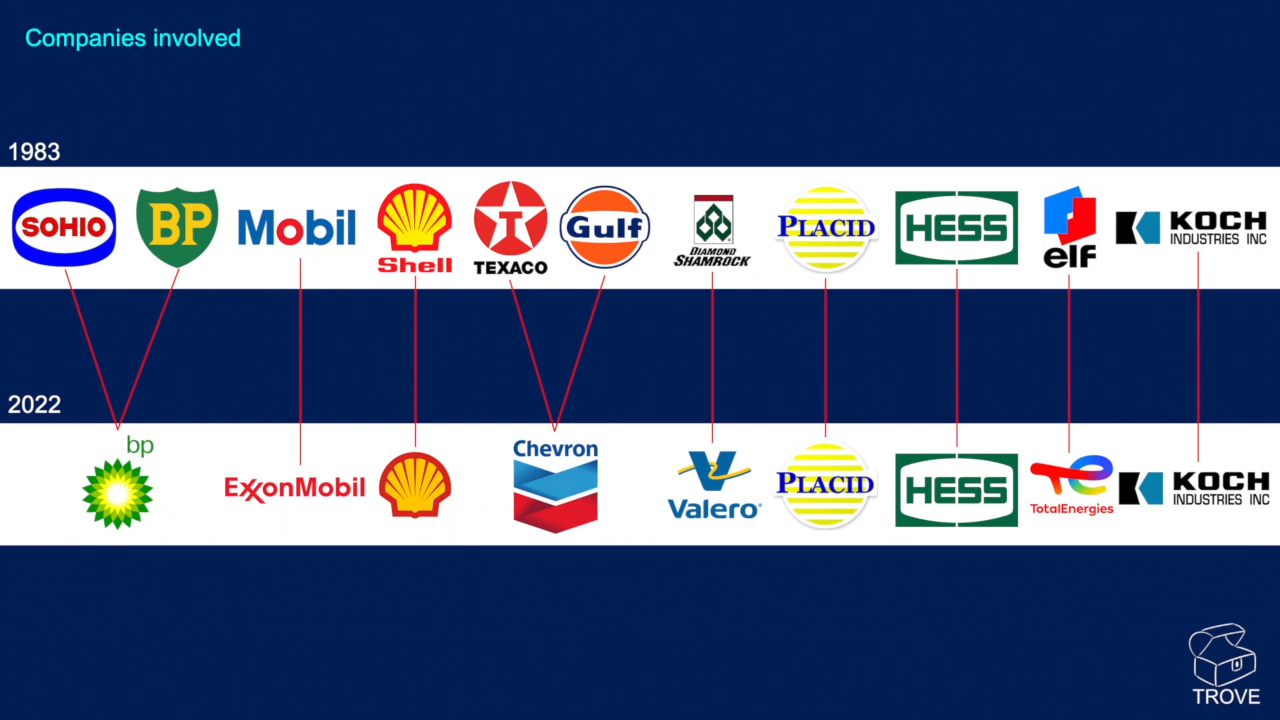 Companies involved
1983
SOHIO
BP
Mobil
Shell
TEXACO
Gulf
DIAMOND
SHAMROCK
PLACID
HESS
elf
KOCH
INDUSTRIES INC
2022
bp
ExxonMobil
Chevron
Valero
PLACID
HESS
TotalEnergies
KOCH
INDUSTRIES INC
TROVE